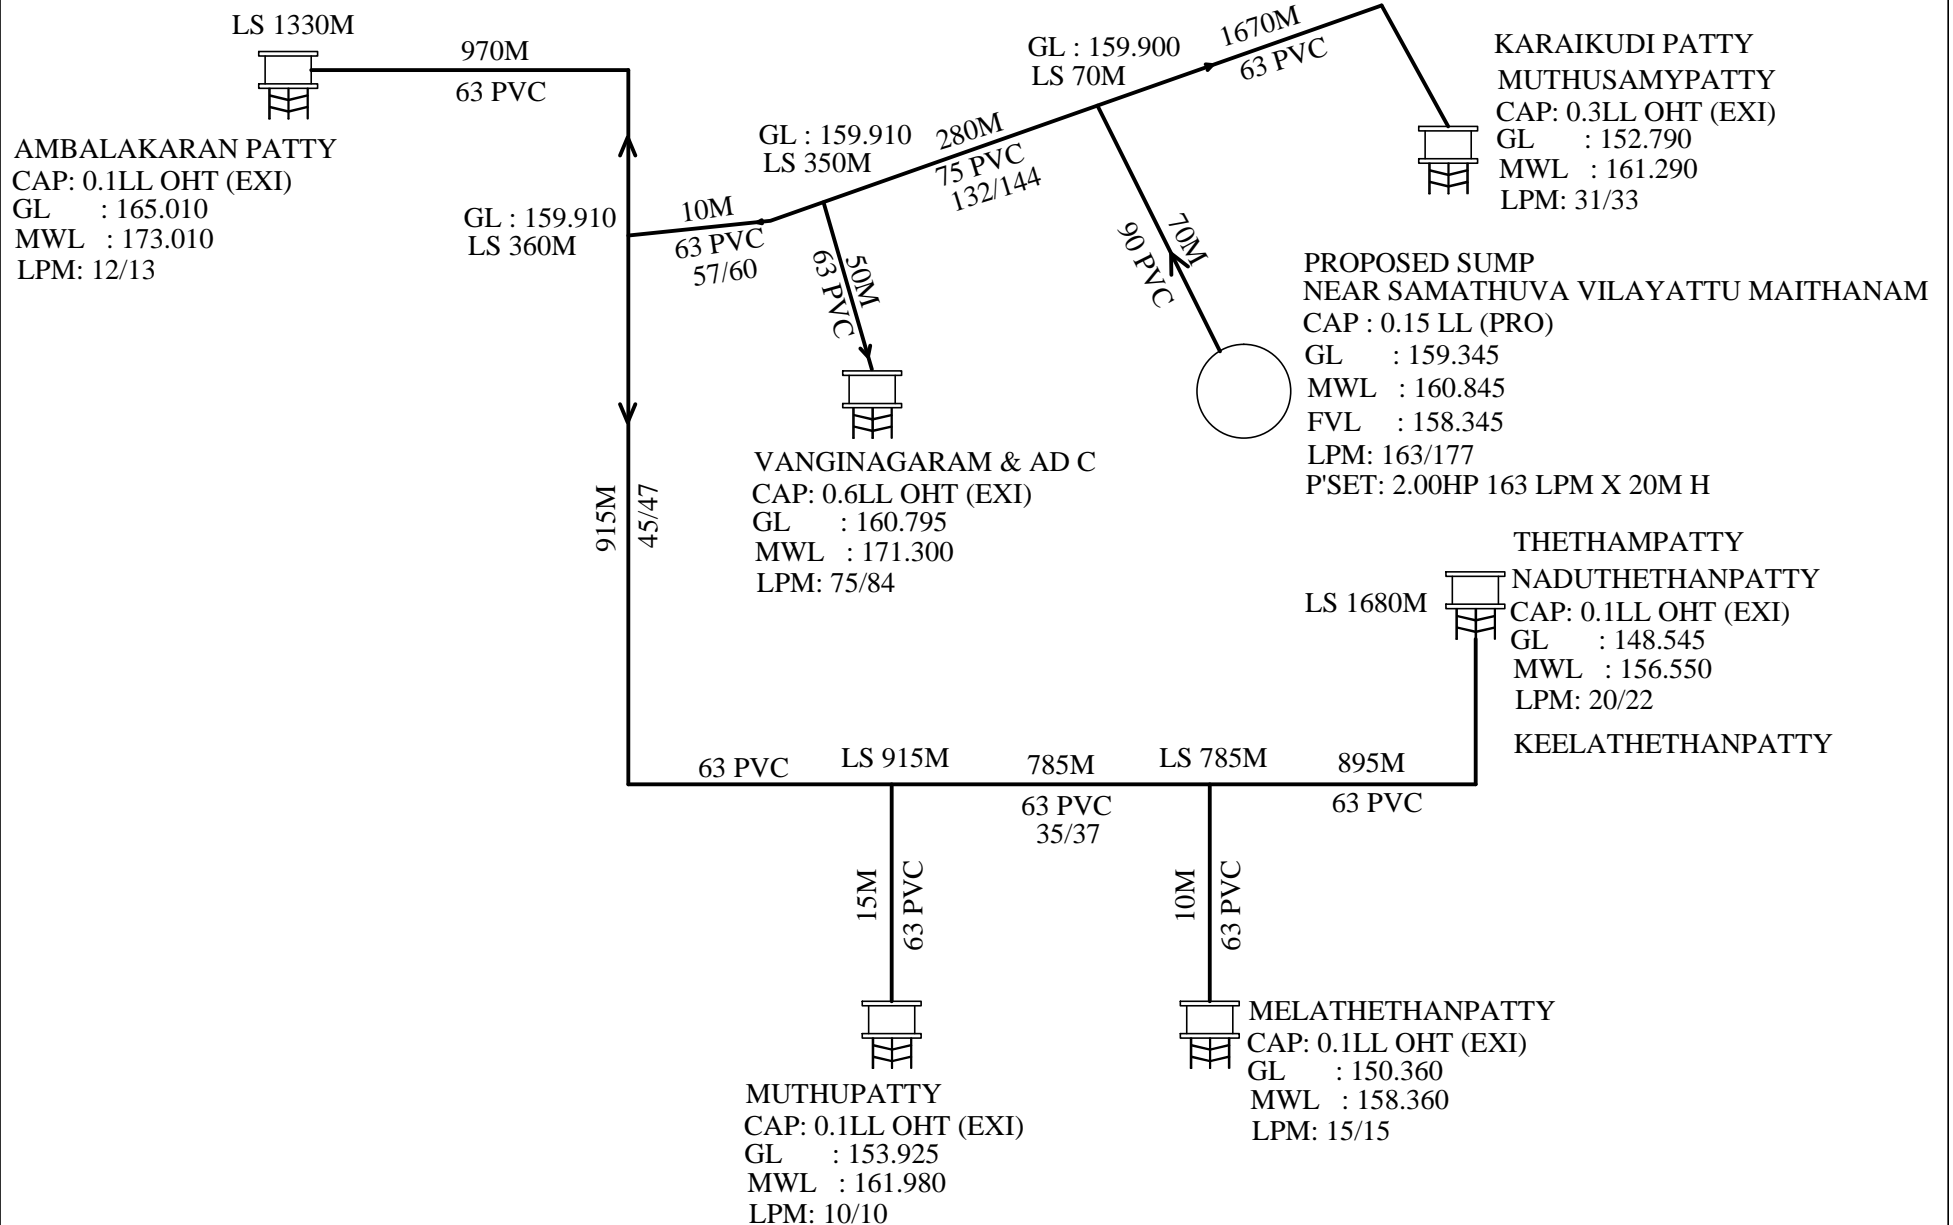 LS 1330M
970M
63 PVC
AMBALAKARAN PATTY
CAP: 0.1LL OHT (EXI)
GL : 165.010
MWL : 173.010
LPM: 12/13
GL : 159.910
LS 360M
10M
63 PVC
57/60
GL : 159.910
LS 350M
280M
75 PVC
132/144
GL : 159.900
LS 70M
1670M
63 PVC
KARAIKUDI PATTY
MUTHUSAMYPATTY
CAP: 0.3LL OHT (EXI)
GL : 152.790
MWL : 161.290
LPM: 31/33
70M
90 PVC
PROPOSED SUMP
NEAR SAMATHUVA VILAYATTU MAITHANAM
CAP : 0.15 LL (PRO)
GL : 159.345
MWL : 160.845
FVL : 158.345
LPM: 163/177
P'SET: 2.00HP 163 LPM X 20M H
50M
63 PVC
VANGINAGARAM & AD C
CAP: 0.6LL OHT (EXI)
GL : 160.795
MWL : 171.300
LPM: 75/84
915M
45/47
THETHAMPATTY
NADUTHETHANPATTY
LS 1680M
CAP: 0.1LL OHT (EXI)
GL : 148.545
MWL : 156.550
LPM: 20/22
KEELATHETHANPATTY
63 PVC
LS 915M
785M
63 PVC
35/37
LS 785M
895M
63 PVC
15M
63 PVC
10M
63 PVC
MUTHUPATTY
CAP: 0.1LL OHT (EXI)
GL : 153.925
MWL : 161.980
LPM: 10/10
MELATHETHANPATTY
CAP: 0.1LL OHT (EXI)
GL : 150.360
MWL : 158.360
LPM: 15/15